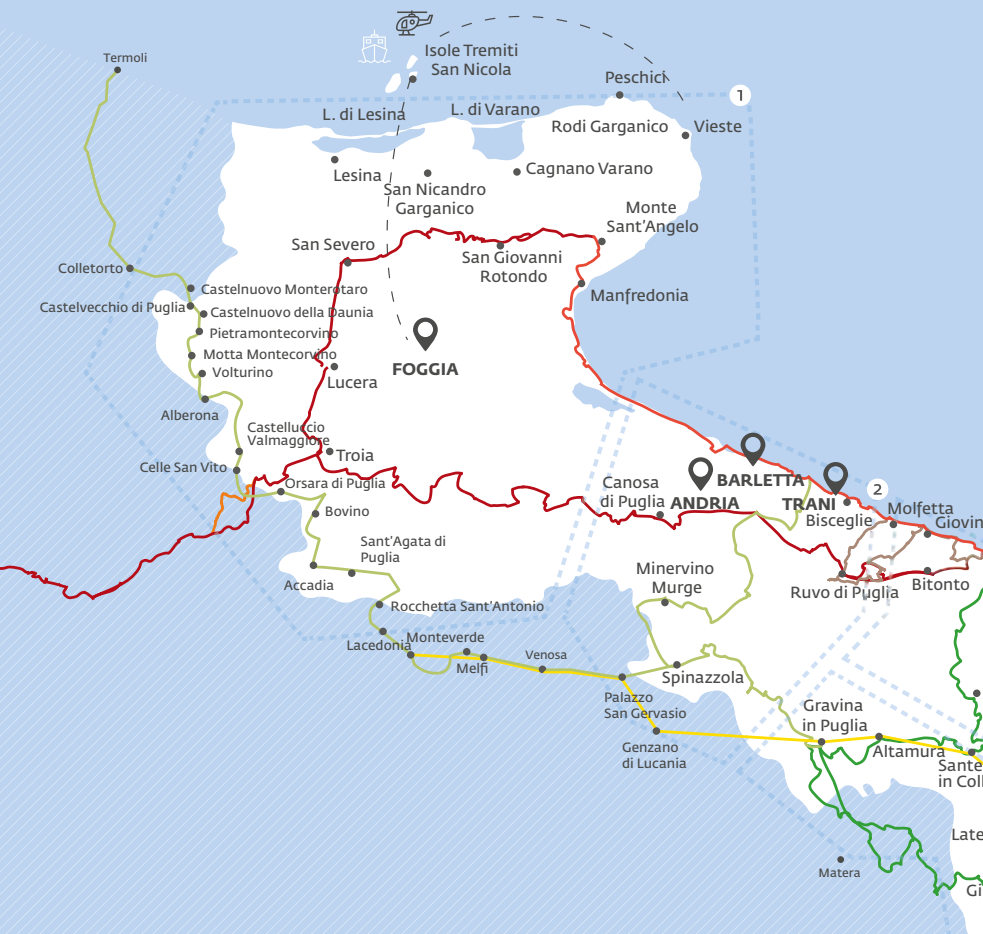 Termoli
Isole Tremiti
San Nicola
Peschici
1
L. di Lesina
L. di Varano
Rodi Garganico
Vieste
Lesina
Cagnano Varano
San Nicandro
Garganico
Monte
Sant'Angelo
San Severo
San Giovanni
Rotondo
Colletorto
Castelnuovo Monterotaro
Manfredonia
Castelvecchio di Puglia
Castelnuovo della Daunia
Pietramontecorvino
Motta Montecorvino
FOGGIA
Volturino
Lucera
Alberona
Castelluccio
Valmaggiore
Troia
Celle San Vito
Orsara di Puglia
Canosa
di Puglia
ANDRIA
BARLETTA
TRANI
2
Bisceglie
Molfetta
Giovin
Bovino
Sant'Agata di
Puglia
Accadia
Minervino
Murge
Ruvo di Puglia
Bitonto
Rocchetta Sant'Antonio
Lacedonia
Monteverde
Melfi
Venosa
Spinazzola
Palazzo
San Gervasio
Gravina
in Puglia
Genzano
di Lucania
Altamura
Sante
in Coll
Late
Matera
Gi